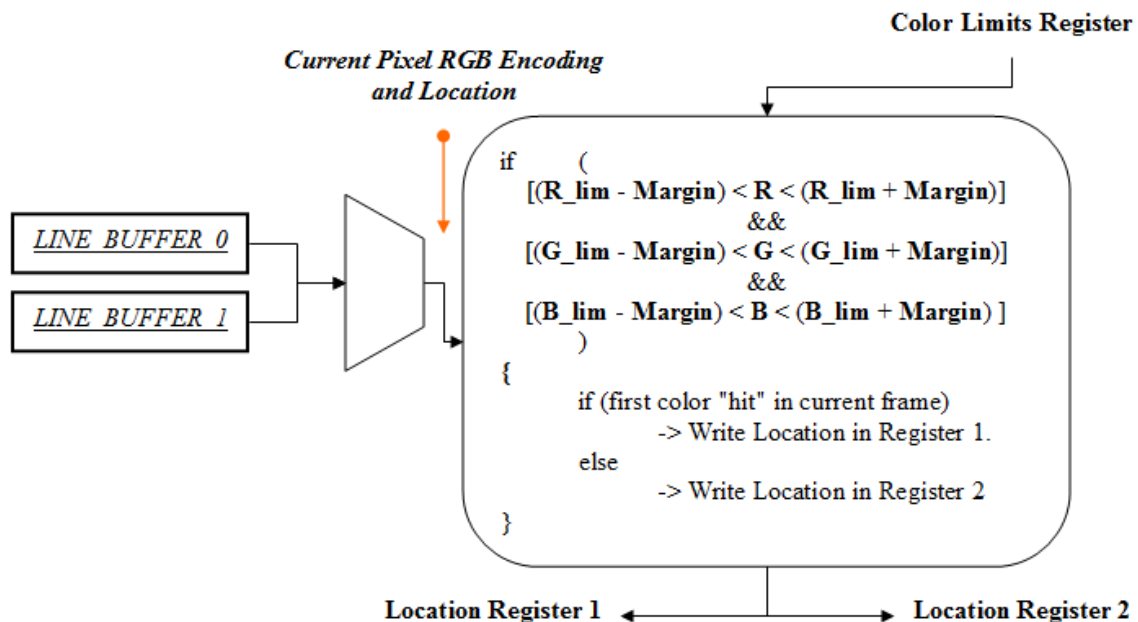 Color Limits Register
Current Pixel RGB Encoding
and Location
LINE_BUFFER_0
LINE_BUFFER_1
if (
[(R_lim - Margin) < R < (R_lim + Margin)]
&&
[(G_lim - Margin) < G < (G_lim + Margin)]
&&
[(B_lim - Margin) < B < (B_lim + Margin) ]
)
{
if (first color "hit" in current frame)
-> Write Location in Register 1.
else
-> Write Location in Register 2
}
Location Register 1
Location Register 2